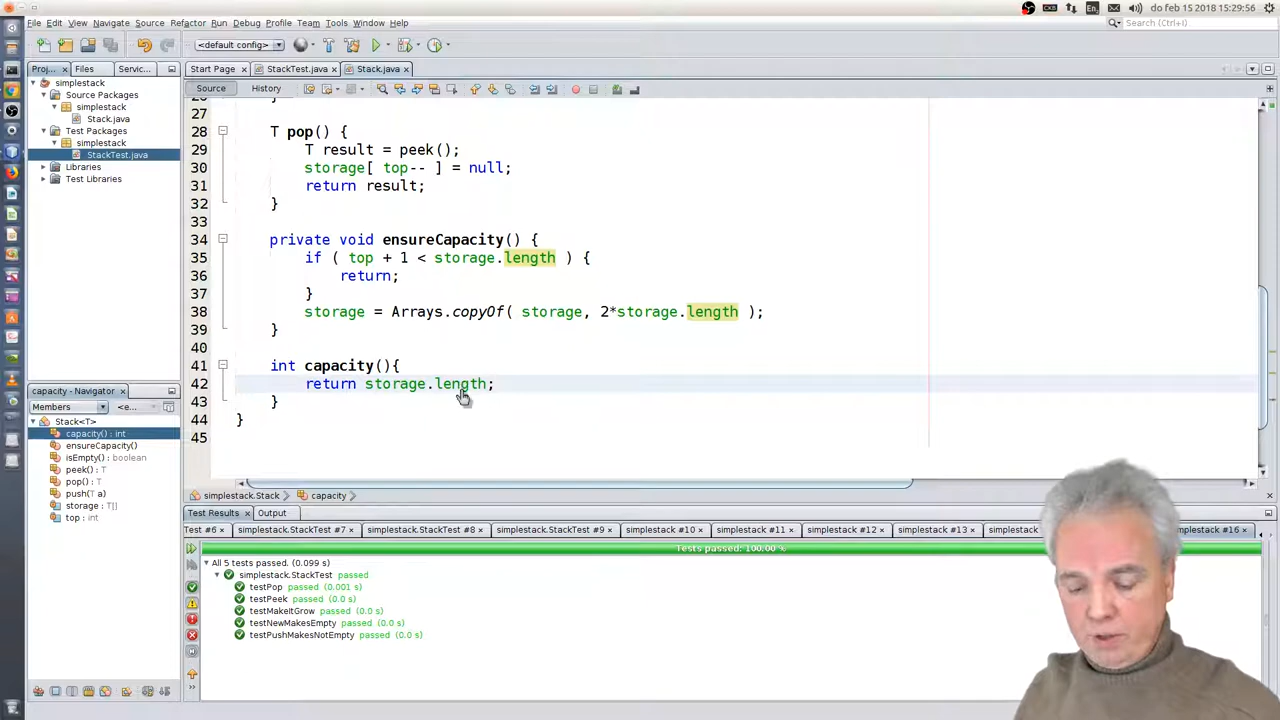 do feb 15 2018 15:29:56
File Edit View Navigate Source Refactor Run Debug Profile Team Tools Window Help
Search (Ctrl+I)
<default config>
Proj... Files Servic...
Start Page StackTest.java Stack.java
simplestack
Source Packages
simplestack
Stack.java
Test Packages
simplestack
StackTest.java
Libraries
Test Libraries
Source History
27
28 T pop() {
29 T result = peek();
30 storage[ top-- ] = null;
31 return result;
32 }
33
34 private void ensureCapacity() {
35 if ( top + 1 < storage.length ) {
36 return;
37 }
38 storage = Arrays.copyOf( storage, 2*storage.length );
39 }
40
41 int capacity(){
42 return storage.length;
43 }
44 }
45
capacity - Navigator
Members <e...
Stack<T>
capacity() : int
ensureCapacity()
isEmpty() : boolean
peek() : T
pop() : T
push(T a)
storage : T[]
top : int
simplestack.Stack capacity
Test Results Output
Test #6 simplestack.StackTest #7 simplestack.StackTest #8 simplestack.StackTest #9 simplestack #10 simplestack #11 simplestack #12 simplestack #13 simplestack simplestack #16
Tests passed: 100.00 %
All 5 tests passed. (0.099 s)
simplestack.StackTest passed
testPop passed (0.001 s)
testPeek passed (0.0 s)
testMakeItGrow passed (0.0 s)
testNewMakesEmpty passed (0.0 s)
testPushMakesNotEmpty passed (0.0 s)